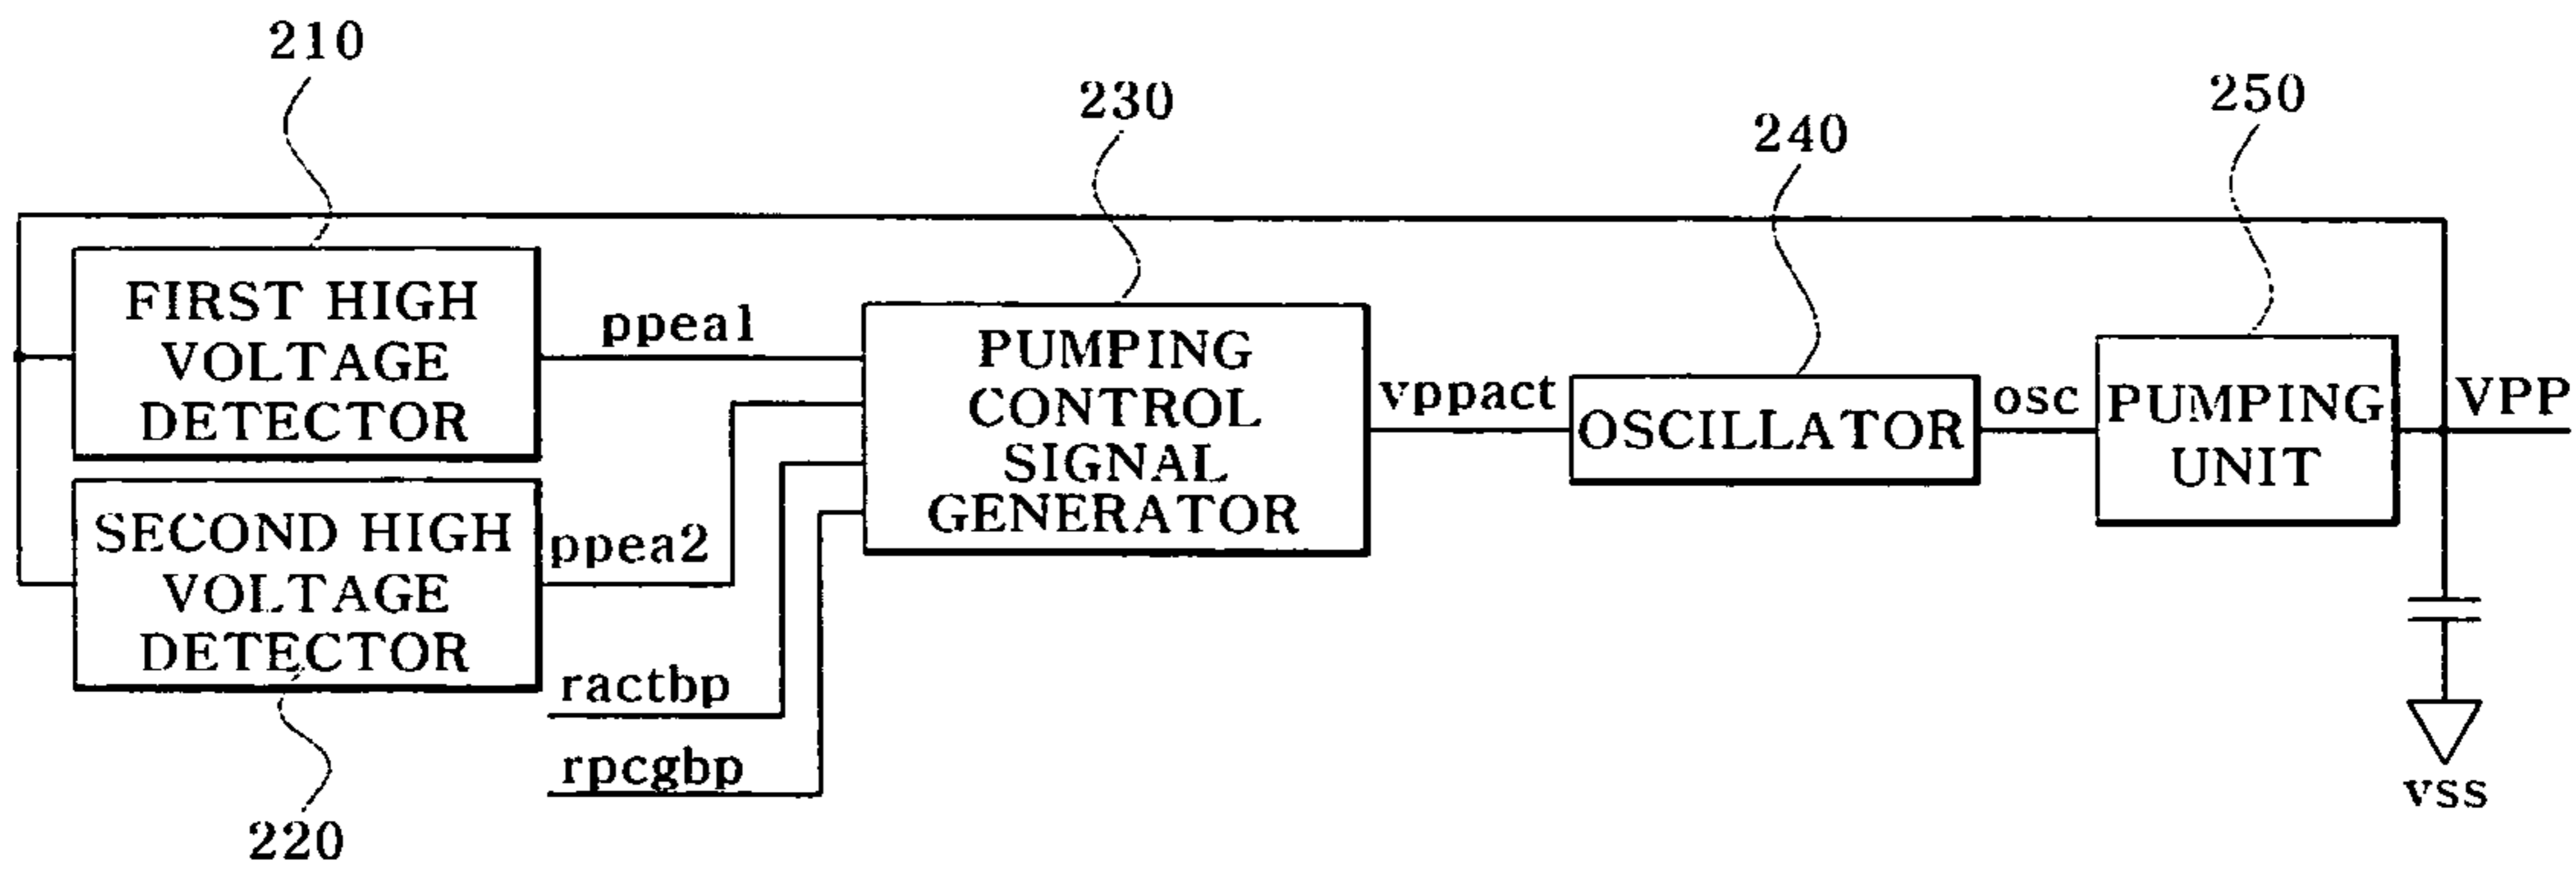 210
230
250
240
FIRST HIGH
VOLTAGE
DETECTOR
ppea1
PUMPING
CONTROL
SIGNAL
GENERATOR
vppact
OSCILLATOR
osc
PUMPING
UNIT
VPP
SECOND HIGH
VOLTAGE
DETECTOR
ppea2
ractbp
rpcgbp
220
vss